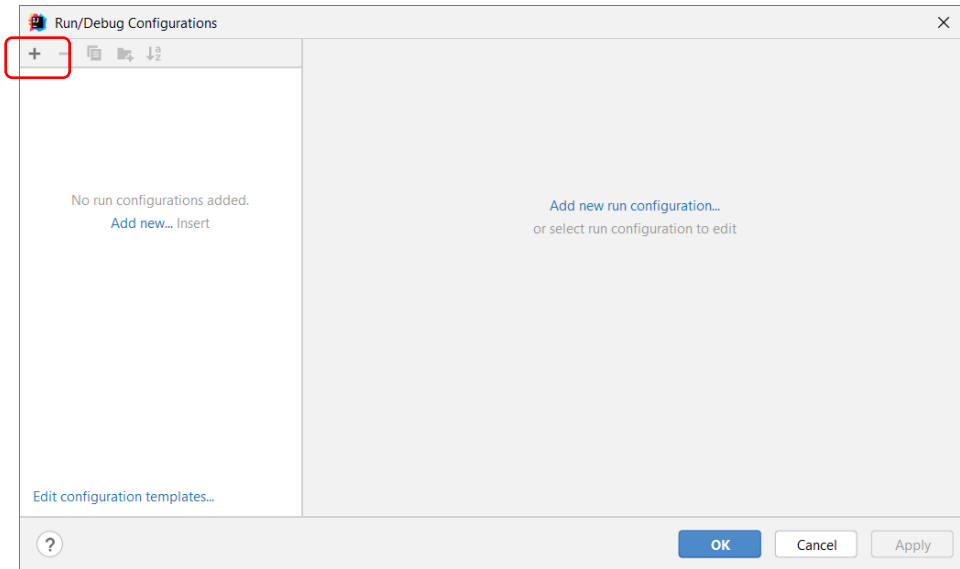 Run/Debug Configurations
No run configurations added.
Add new... Insert
Add new run configuration...
or select run configuration to edit
Edit configuration templates...
?
OK
Cancel
Apply